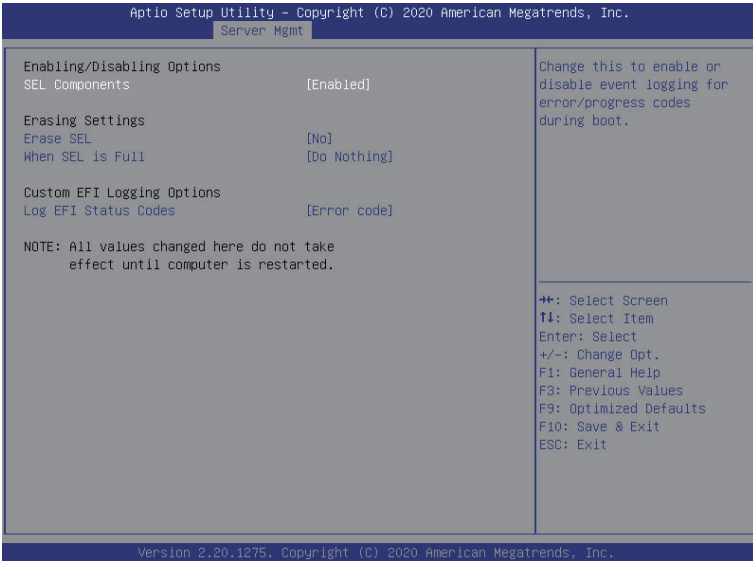 Aptio Setup Utility – Copyright (C) 2020 American Megatrends, Inc.
Server Mgmt
Enabling/Disabling Options
SEL Components [Enabled]
Erasing Settings
Erase SEL [No]
When SEL is Full [Do Nothing]
Custom EFI Logging Options
Log EFI Status Codes [Error code]
NOTE: All values changed here do not take
effect until computer is restarted.
Change this to enable or
disable event logging for
error/progress codes
during boot.
→←: Select Screen
↑↓: Select Item
Enter: Select
+/-: Change Opt.
F1: General Help
F3: Previous Values
F9: Optimized Defaults
F10: Save & Exit
ESC: Exit
Version 2.20.1275. Copyright (C) 2020 American Megatrends, Inc.